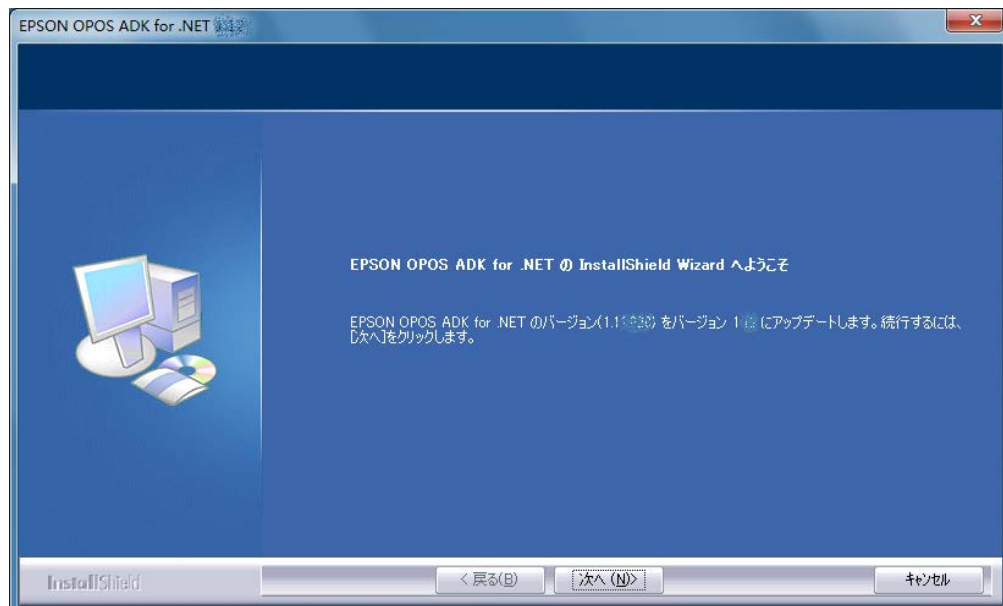 EPSON OPOS ADK for .NET
EPSON OPOS ADK for .NET の InstallShield Wizard へようこそ
EPSON OPOS ADK for .NET のバージョン(1.1 をバージョン 1 にアップデートします。続行するには、
[次へ]をクリックします。
InstallShield
< 戻る(B)
次へ (N)>
キャンセル